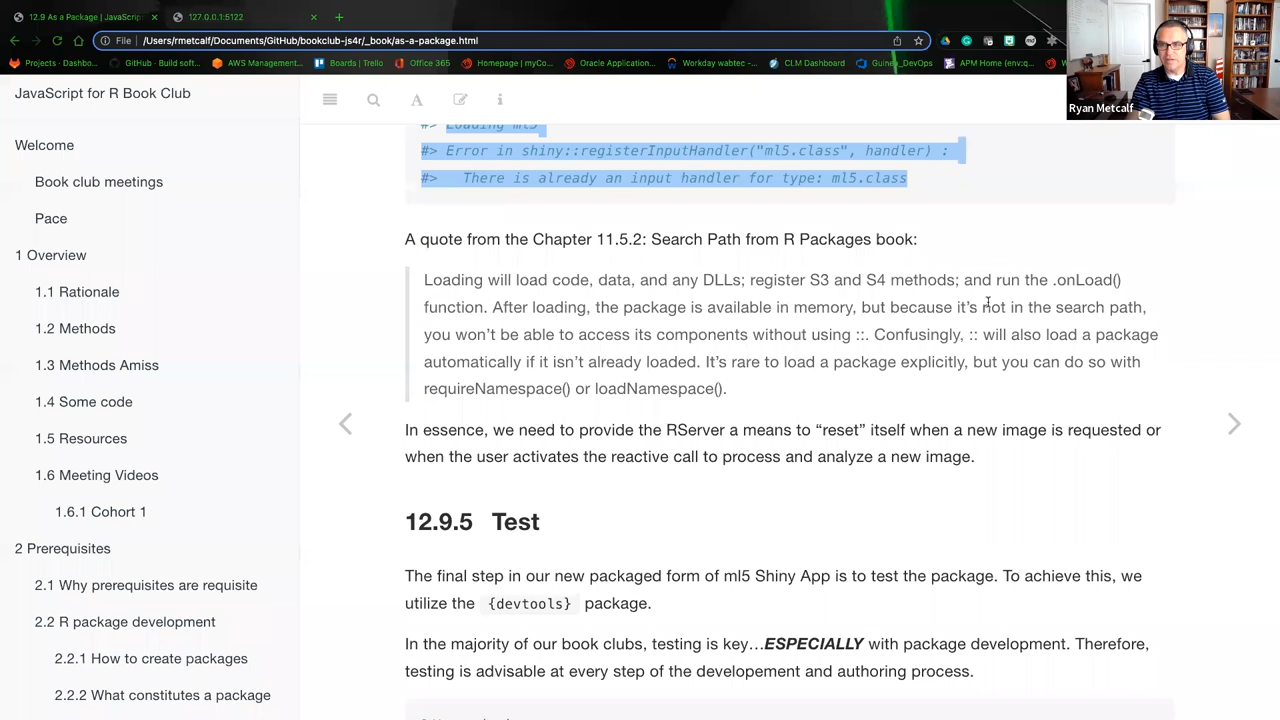 12.9 As a Package | JavaScrip
127.0.0.1:5122
File
/Users/rmetcalf/Documents/GitHub/bookclub-js4r/_book/as-a-package.html
Projects - Dashbo...
GitHub - Build soft...
AWS Management...
Boards | Trello
Office 365
Homepage | myCo...
Oracle Application...
Workday wabtec -...
CLM Dashboard
Guine
_DevOps
APM Home (env:q...
Ryan Metcalf
JavaScript for R Book Club
Welcome
Book club meetings
Pace
1 Overview
1.1 Rationale
1.2 Methods
1.3 Methods Amiss
1.4 Some code
1.5 Resources
1.6 Meeting Videos
1.6.1 Cohort 1
2 Prerequisites
2.1 Why prerequisites are requisite
2.2 R package development
2.2.1 How to create packages
2.2.2 What constitutes a package
#> Loading ml5
#> Error in shiny::registerInputHandler("ml5.class", handler) :
#>   There is already an input handler for type: ml5.class
A quote from the Chapter 11.5.2: Search Path from R Packages book:
Loading will load code, data, and any DLLs; register S3 and S4 methods; and run the .onLoad()
function. After loading, the package is available in memory, but because it’s not in the search path,
you won’t be able to access its components without using ::. Confusingly, :: will also load a package
automatically if it isn’t already loaded. It’s rare to load a package explicitly, but you can do so with
requireNamespace() or loadNamespace().
In essence, we need to provide the RServer a means to “reset” itself when a new image is requested or
when the user activates the reactive call to process and analyze a new image.
12.9.5 Test
The final step in our new packaged form of ml5 Shiny App is to test the package. To achieve this, we
utilize the {devtools} package.
In the majority of our book clubs, testing is key…ESPECIALLY with package development. Therefore,
testing is advisable at every step of the developement and authoring process.